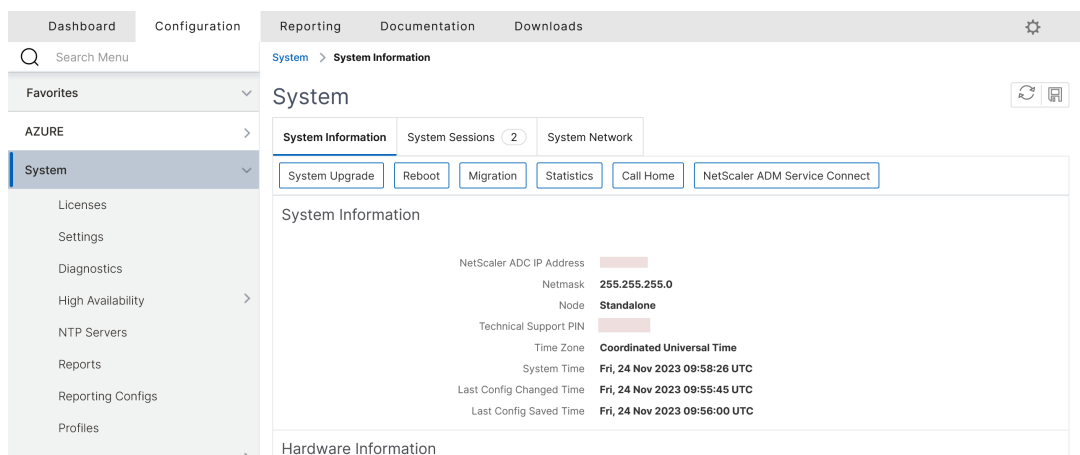 Dashboard Configuration Reporting Documentation Downloads
Search Menu
Favorites
AZURE
System
Licenses
Settings
Diagnostics
High Availability
NTP Servers
Reports
Reporting Configs
Profiles
System > System Information
System
System Information System Sessions 2 System Network
System Upgrade Reboot Migration Statistics Call Home NetScaler ADM Service Connect
System Information
NetScaler ADC IP Address
Netmask 255.255.255.0
Node Standalone
Technical Support PIN
Time Zone Coordinated Universal Time
System Time Fri, 24 Nov 2023 09:58:26 UTC
Last Config Changed Time Fri, 24 Nov 2023 09:55:45 UTC
Last Config Saved Time Fri, 24 Nov 2023 09:56:00 UTC
Hardware Information